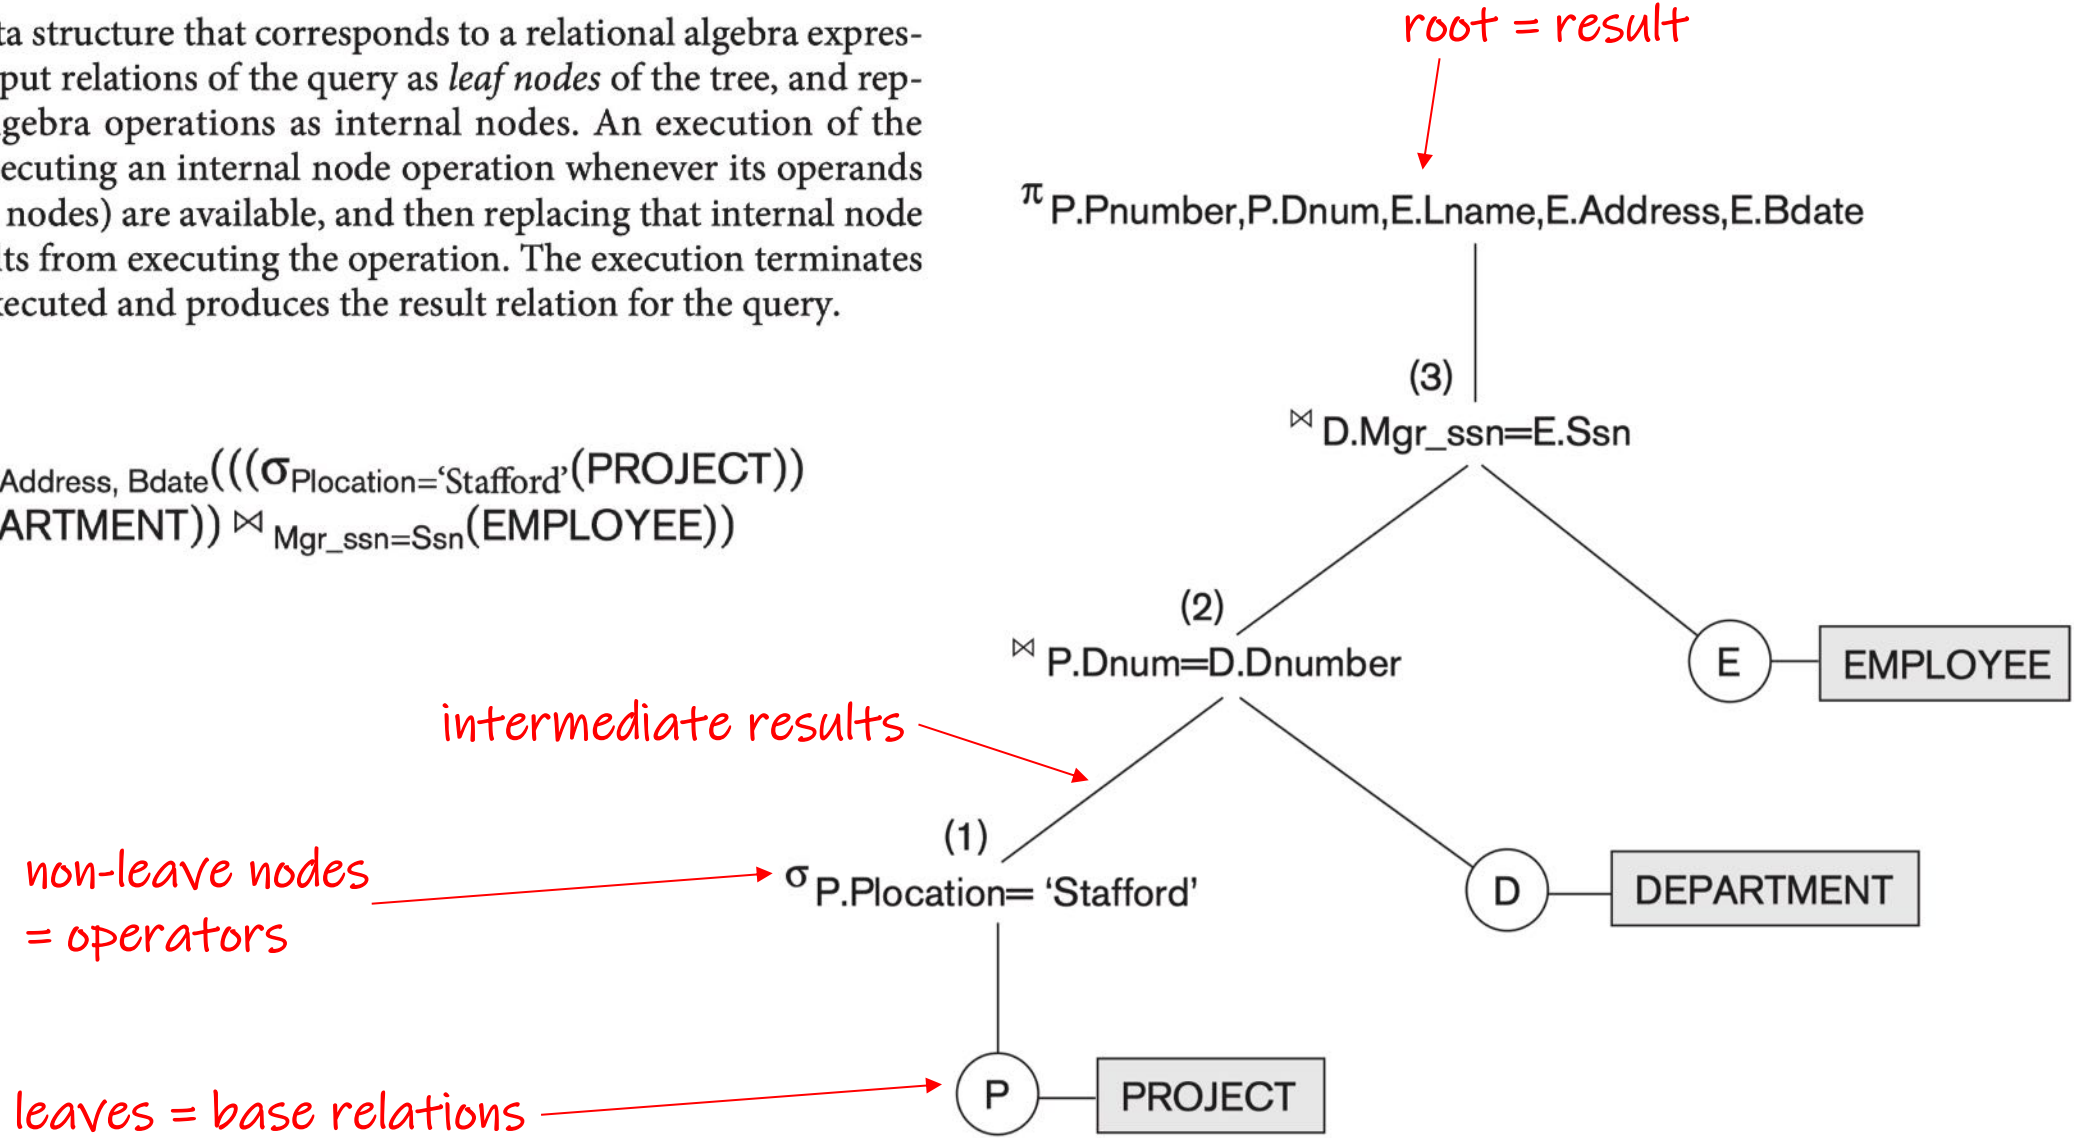 ta structure that corresponds to a relational algebra expres-
put relations of the query as leaf nodes of the tree, and rep-
gebra operations as internal nodes. An execution of the
ecuting an internal node operation whenever its operands
nodes) are available, and then replacing that internal node
lts from executing the operation. The execution terminates
xecuted and produces the result relation for the query.
Address, Bdate(((σPlocation=‘Stafford’(PROJECT))
ARTMENT)) ⋈ Mgr_ssn=Ssn(EMPLOYEE))
root = result
π P.Pnumber,P.Dnum,E.Lname,E.Address,E.Bdate
(3)
⋈ D.Mgr_ssn=E.Ssn
(2)
⋈ P.Dnum=D.Dnumber
E EMPLOYEE
intermediate results
(1)
non-leave nodes
= operators
σ P.Plocation= ‘Stafford’
D DEPARTMENT
leaves = base relations
P PROJECT